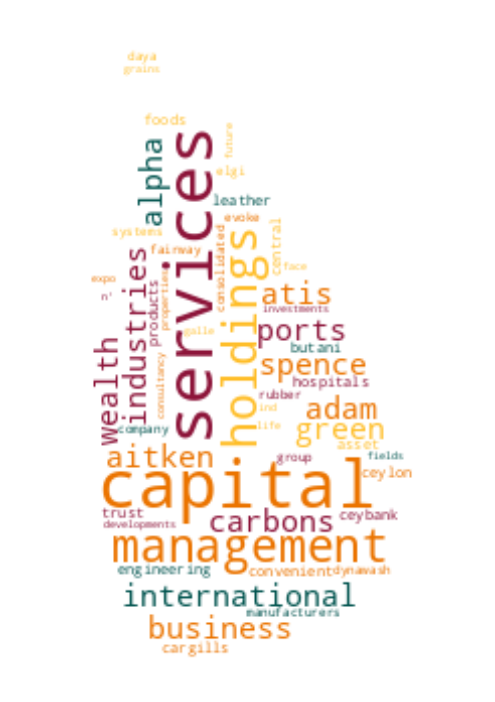 daya
grains
foods
future
alpha
services
elgi
leather
evoke
systems
fairway
consolidated
central
holdings
face
expo
n'
industries
products
properties
atis
investments
galle
ports
butani
wealth
consultancy
spence
hospitals
rubber
adam
ind
life
green
company
asset
aitken
group
fields
capital
ceylon
trust
carbons
ceybank
developments
management
engineering
convenient
dynawash
international
manufacturers
business
cargills